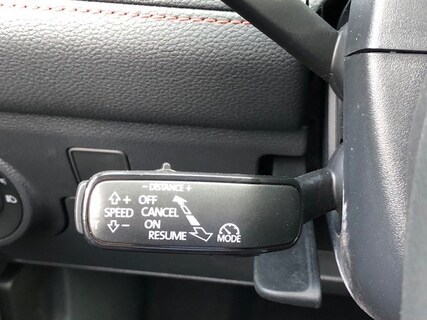 – DISTANCE +
+ OFF
SPEED CANCEL
– ON
RESUME MODE